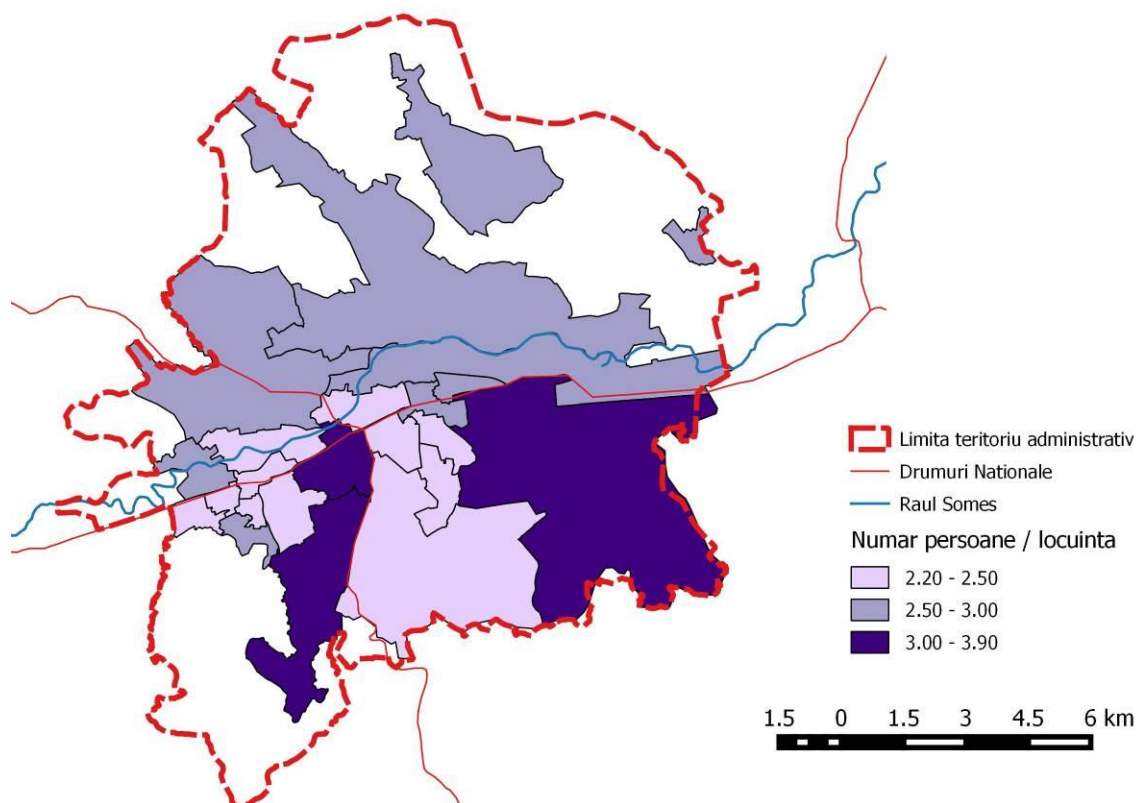 Limita teritoriu administrativ
Drumuri Nationale
Raul Somes
Numar persoane / locuinta
2.20 - 2.50
2.50 - 3.00
3.00 - 3.90
1.5 0 1.5 3 4.5 6 km